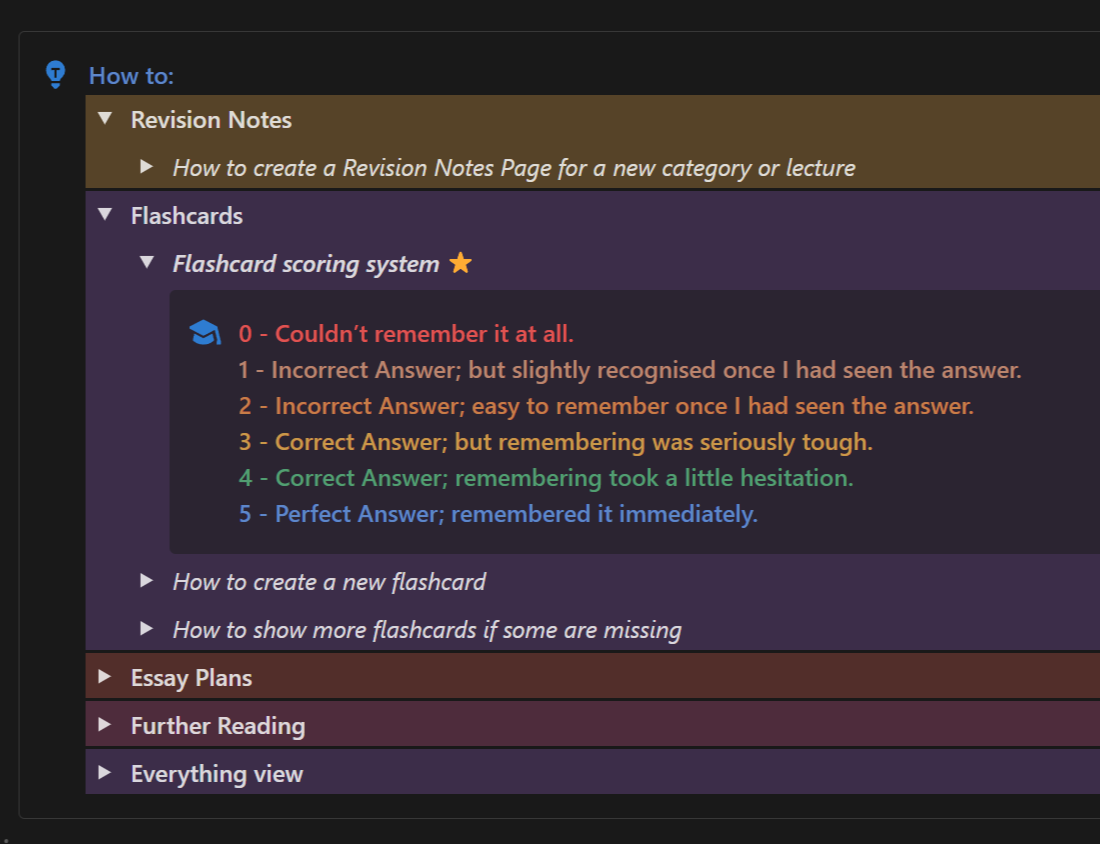 How to:
Revision Notes
How to create a Revision Notes Page for a new category or lecture
Flashcards
Flashcard scoring system
0 - Couldn’t remember it at all.
1 - Incorrect Answer; but slightly recognised once I had seen the answer.
2 - Incorrect Answer; easy to remember once I had seen the answer.
3 - Correct Answer; but remembering was seriously tough.
4 - Correct Answer; remembering took a little hesitation.
5 - Perfect Answer; remembered it immediately.
How to create a new flashcard
How to show more flashcards if some are missing
Essay Plans
Further Reading
Everything view